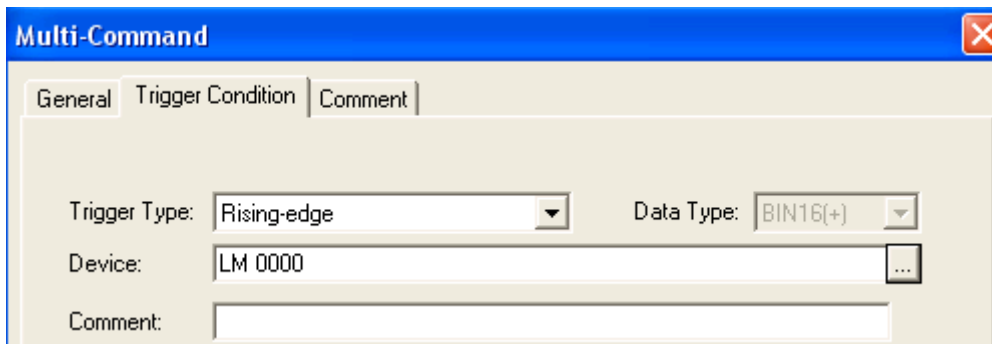 Multi-Command
General Trigger Condition Comment
Trigger Type: Rising-edge Data Type: BIN16(+)
Device: LM 0000 ...
Comment: